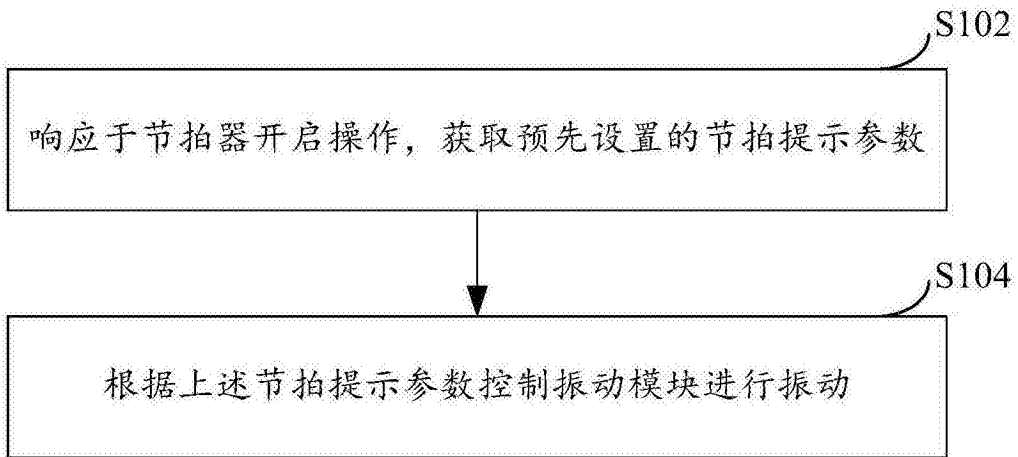 S102
响应于节拍器开启操作，获取预先设置的节拍提示参数
S104
根据上述节拍提示参数控制振动模块进行振动